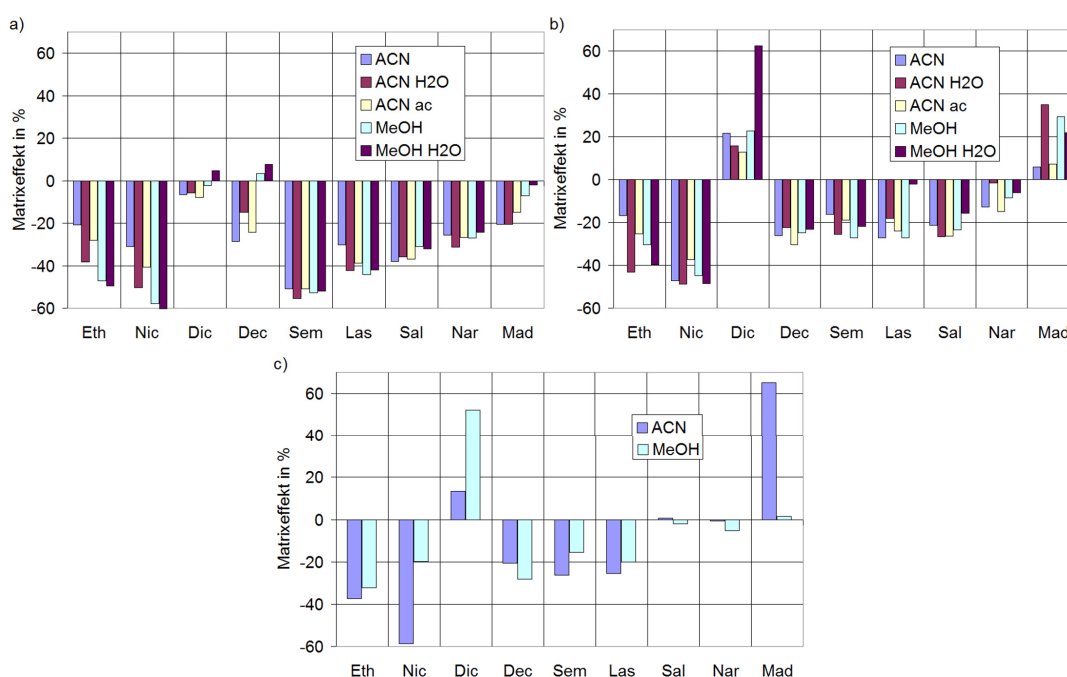 a)
Matrixeffekt in %
60
40
20
0
-20
-40
-60
ACN
ACN H2O
ACN ac
MeOH
MeOH H2O
Eth Nic Dic Dec Sem Las Sal Nar Mad
b)
Matrixeffekt in %
60
40
20
0
-20
-40
-60
ACN
ACN H2O
ACN ac
MeOH
MeOH H2O
Eth Nic Dic Dec Sem Las Sal Nar Mad
c)
Matrixeffekt in %
60
40
20
0
-20
-40
-60
ACN
MeOH
Eth Nic Dic Dec Sem Las Sal Nar Mad